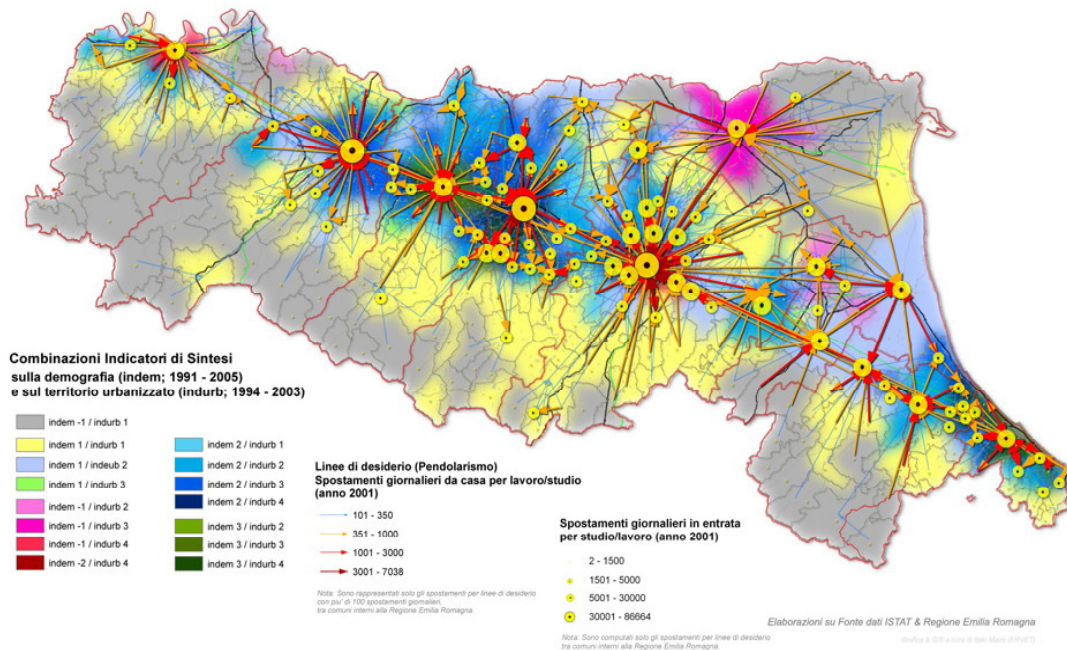 Combinazioni Indicatori di Sintesi
sulla demografia (indem; 1991 - 2005)
e sul territorio urbanizzato (indurb; 1994 - 2003)
indem -1 / indurb 1
indem 1 / indurb 1
indem 1 / indeub 2
indem 1 / indurb 3
indem -1 / indurb 2
indem -1 / indurb 3
indem -1 / indurb 4
indem -2 / indurb 4
indem 2 / indurb 1
indem 2 / indurb 2
indem 2 / indurb 3
indem 2 / indurb 4
indem 3 / indurb 2
indem 3 / indurb 3
indem 3 / indurb 4
Linee di desiderio (Pendolarismo)
Spostamenti giornalieri da casa per lavoro/studio
(anno 2001)
101 - 350
351 - 1000
1001 - 3000
3001 - 7038
Nota: Sono rappresentati solo gli spostamenti per linee di desiderio
con piu' di 100 spostamenti giornalieri,
tra comuni interni alla Regione Emilia Romagna.
Spostamenti giornalieri in entrata
per studio/lavoro (anno 2001)
2 - 1500
1501 - 5000
5001 - 30000
30001 - 86664
Nota: Sono computati solo gli spostamenti per linee di desiderio
tra comuni interni alla Regione Emilia Romagna.
Elaborazioni su Fonte dati ISTAT & Regione Emilia Romagna